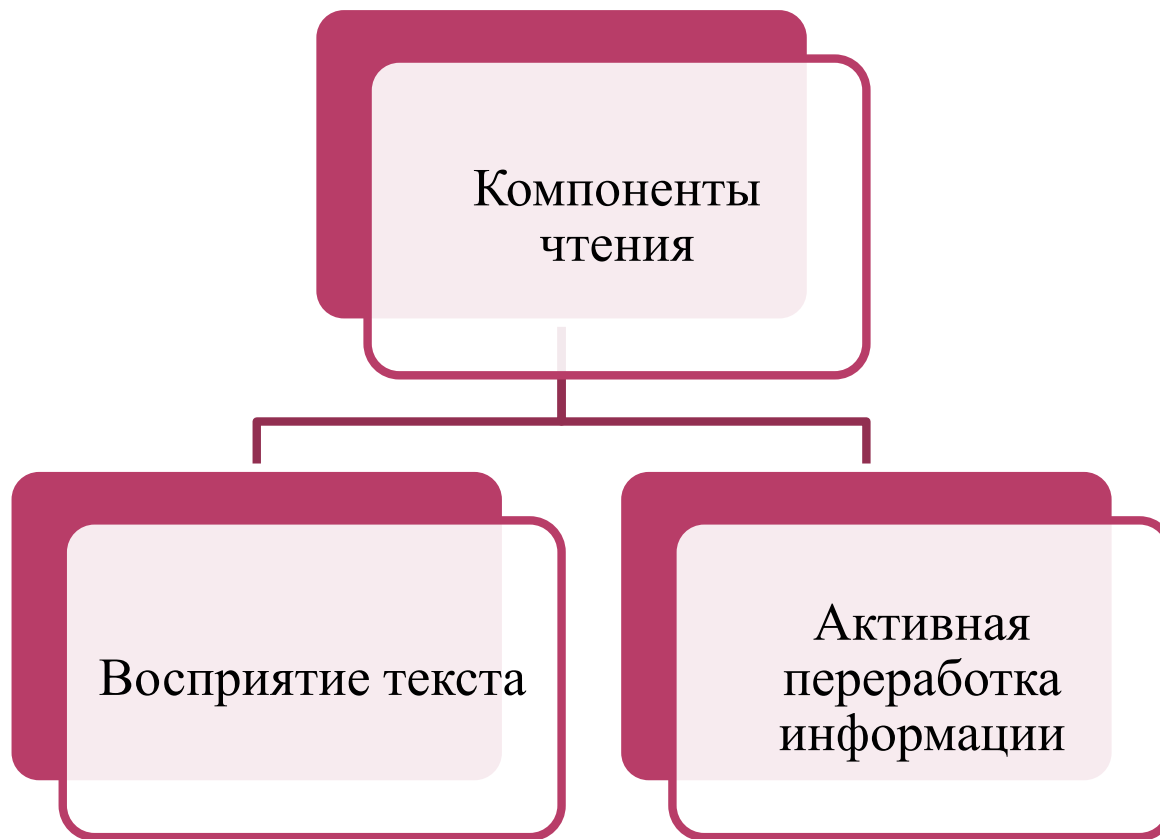 Компоненты
чтения
Восприятие текста
Активная
переработка
информации